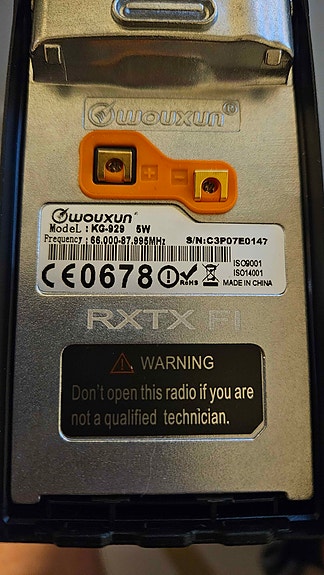 WOUXUN®
+ -
WOUXUN®
Model : KG-929 5W
Frequency : 66.000-87.995MHz S/N:C3P07E0147
ISO9001
CE0678 RoHS ISO14001
MADE IN CHINA
RXTX FI
WARNING
Don't open this radio if you are
not a qualified technician.